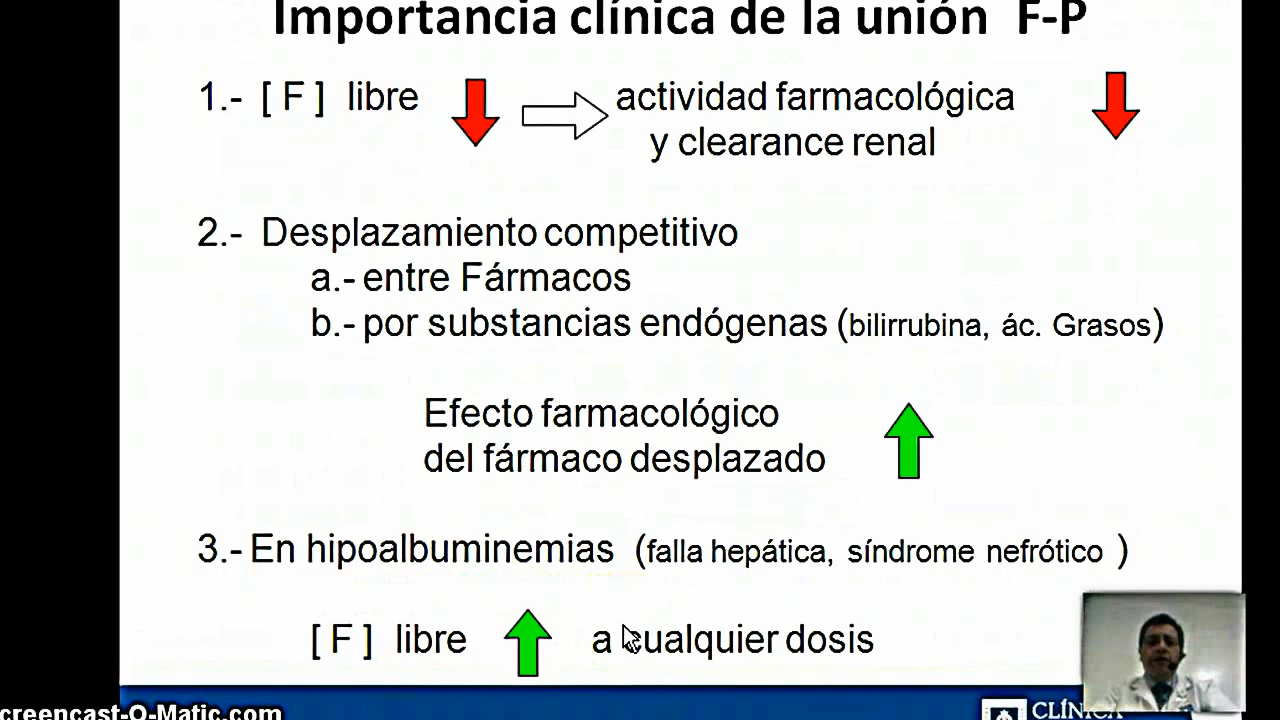 Importancia clínica de la unión F-P
1.- [ F ] libre actividad farmacológica
y clearance renal
2.- Desplazamiento competitivo
a.- entre Fármacos
b.- por substancias endógenas (bilirrubina, ác. Grasos)
Efecto farmacológico
del fármaco desplazado
3.- En hipoalbuminemias (falla hepática, síndrome nefrótico )
[ F ] libre a cualquier dosis
creencast-O-Matic.com
CLÍNICA